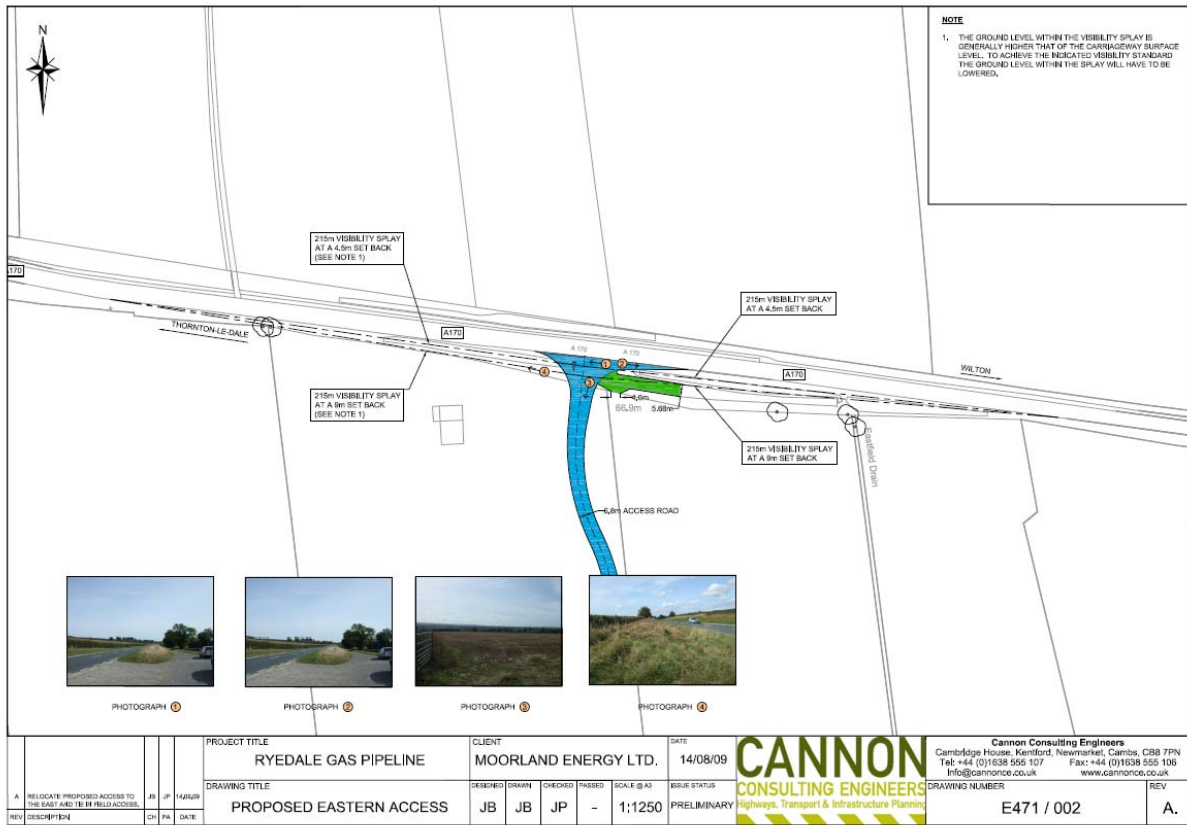 N
NOTE
1. THE GROUND LEVEL WITHIN THE VISIBILITY SPLAY IS
GENERALLY HIGHER THAT OF THE CARRIAGEWAY SURFACE
LEVEL. TO ACHIEVE THE INDICATED VISIBILITY STANDARD
THE GROUND LEVEL WITHIN THE SPLAY WILL HAVE TO BE
LOWERED.
215m VISIBILITY SPLAY
AT A 4.5m SET BACK
(SEE NOTE 1)
A170
THORNTON-LE-DALE
A170
A 170
A 170
215m VISIBILITY SPLAY
AT A 4.5m SET BACK
A170
WILTON
1
2
3
4
215m VISIBILITY SPLAY
AT A 9m SET BACK
(SEE NOTE 1)
66.9m
5.68m
215m VISIBILITY SPLAY
AT A 9m SET BACK
Eastfield Drain
6.8m ACCESS ROAD
PHOTOGRAPH 1
PHOTOGRAPH 2
PHOTOGRAPH 3
PHOTOGRAPH 4
A RELOCATE PROPOSED ACCESS TO THE EAST AND TIE IN FIELD ACCESS. JB JP 14/09/09
REV DESCRIPTION CH PA DATE
PROJECT TITLE
RYEDALE GAS PIPELINE
DRAWING TITLE
PROPOSED EASTERN ACCESS
CLIENT
MOORLAND ENERGY LTD.
DATE
14/08/09
DESIGNED DRAWN CHECKED PASSED SCALE @ A3 ISSUE STATUS
JB JB JP - 1:1250 PRELIMINARY
CANNON
CONSULTING ENGINEERS
Highways, Transport & Infrastructure Planning
Cannon Consulting Engineers
Cambridge House, Kentford, Newmarket, Cambs, CB8 7PN
Tel: +44 (0)1638 555 107 Fax: +44 (0)1638 555 106
Info@cannonce.co.uk www.cannonce.co.uk
DRAWING NUMBER
E471 / 002
REV
A.